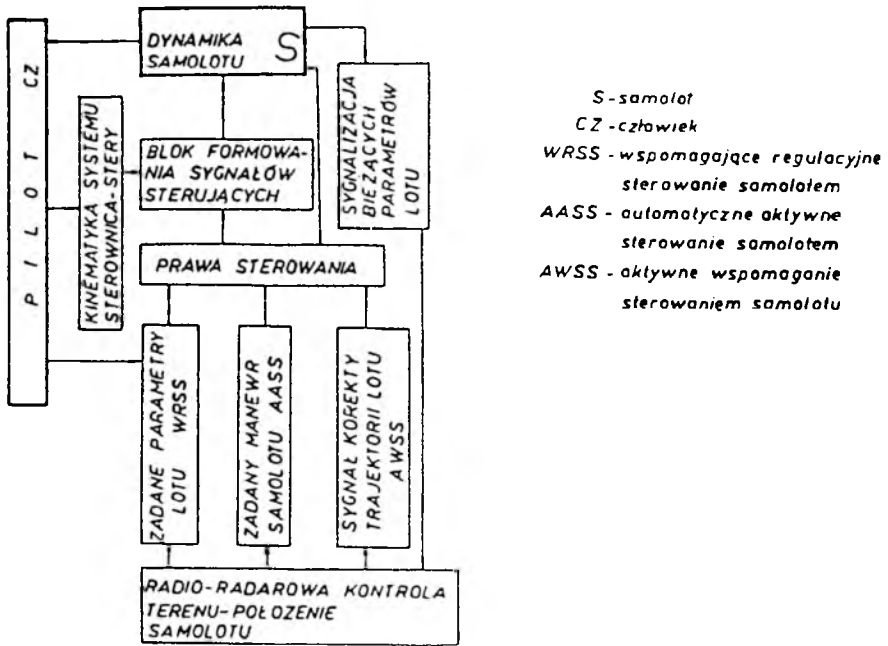 PILOT CZ
DYNAMIKA
SAMOLOTU S
KINEMATYKA SYSTEMU
STEROWNICA-STERY
BLOK FORMOWA-
NIA SYGNAŁÓW
STERUJĄCYCH
SYGNALIZACJA
BIEŻĄCYCH
PARAMETRÓW
LOTU
PRAWA STEROWANIA
ZADANE PARAMETRY
LOTU WRSS
ZADANY MANEWR
SAMOLOTU AASS
SYGNAŁ KOREKTY
TRAJEKTORII LOTU
AWSS
RADIO-RADAROWA KONTROLA
TERENU-POŁOZENIE
SAMOLOTU
S - samolot
CZ - człowiek
WRSS - wspomagające regulacyjne
sterowanie samolotem
AASS - automatyczne aktywne
sterowanie samolotem
AWSS - aktywne wspomaganie
sterowaniem samolotu